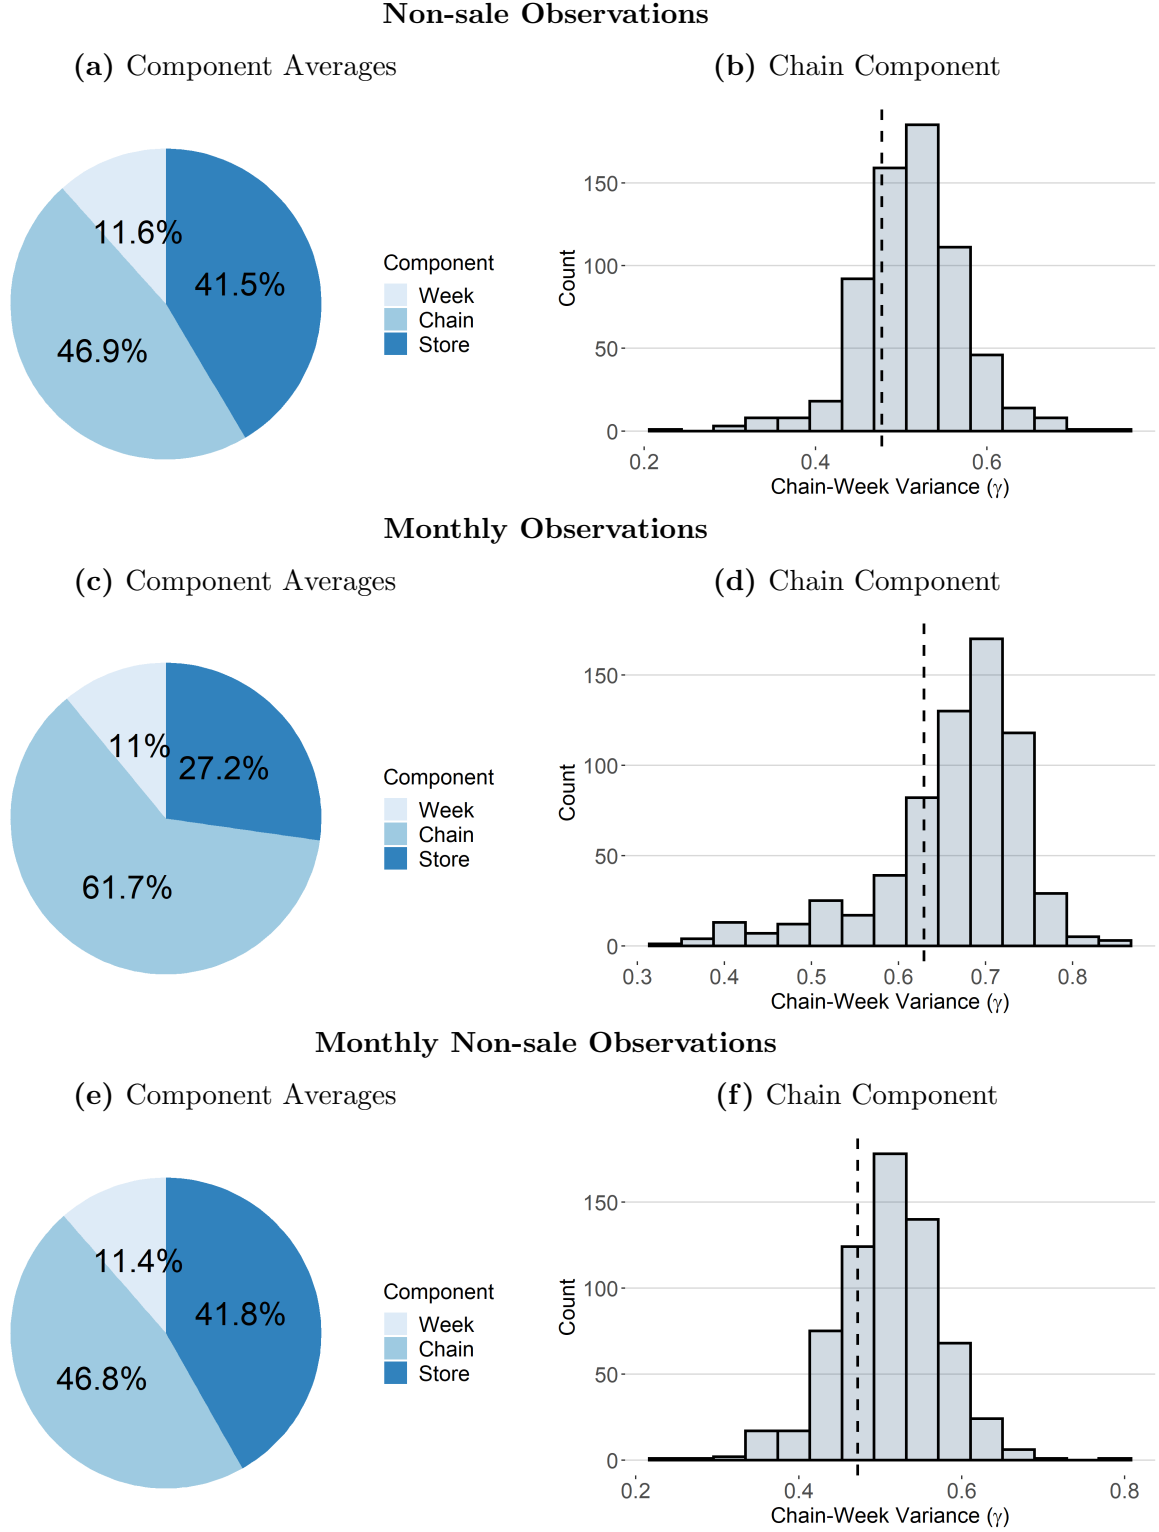 Non-sale Observations
(a) Component Averages
(b) Chain Component
11.6%
41.5%
46.9%
Component
Week
Chain
Store
150
100
50
0
Count
0.2 0.4 0.6
Chain-Week Variance (γ)
Monthly Observations
(c) Component Averages
(d) Chain Component
11%
27.2%
61.7%
Component
Week
Chain
Store
150
100
50
0
Count
0.3 0.4 0.5 0.6 0.7 0.8
Chain-Week Variance (γ)
Monthly Non-sale Observations
(e) Component Averages
(f) Chain Component
11.4%
41.8%
46.8%
Component
Week
Chain
Store
150
100
50
0
Count
0.2 0.4 0.6 0.8
Chain-Week Variance (γ)